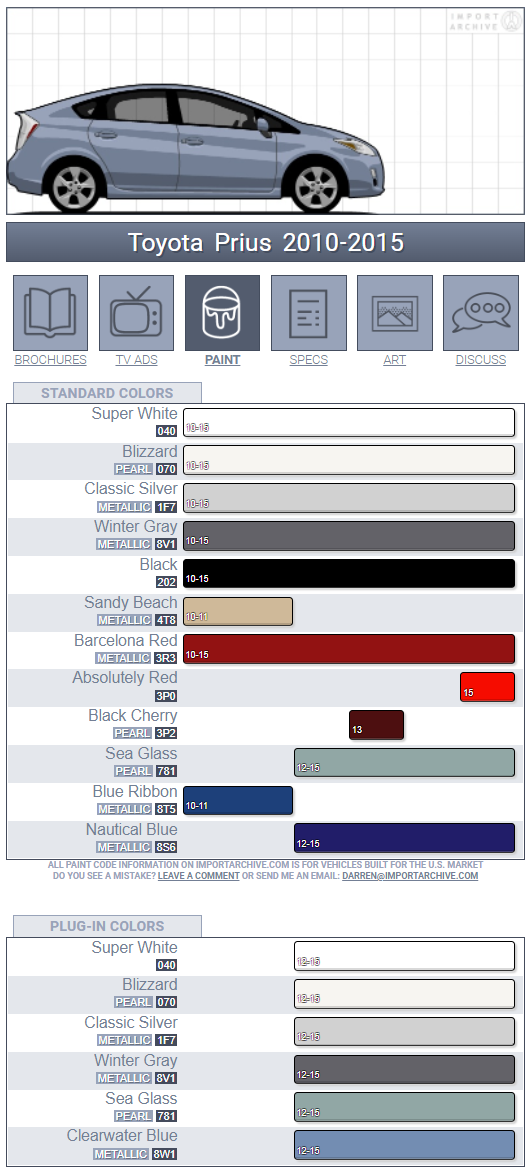 IMPORT
ARCHIVE
Toyota Prius 2010-2015
BROCHURES TV ADS PAINT SPECS ART DISCUSS
STANDARD COLORS
Super White
040
10-15
Blizzard
PEARL 070
10-15
Classic Silver
METALLIC 1F7
10-15
Winter Gray
METALLIC 8V1
10-15
Black
202
10-15
Sandy Beach
METALLIC 4T8
10-11
Barcelona Red
METALLIC 3R3
10-15
Absolutely Red
3P0
15
Black Cherry
PEARL 3P2
13
Sea Glass
PEARL 781
12-15
Blue Ribbon
METALLIC 8T5
10-11
Nautical Blue
METALLIC 8S6
12-15
ALL PAINT CODE INFORMATION ON IMPORTARCHIVE.COM IS FOR VEHICLES BUILT FOR THE U.S. MARKET
DO YOU SEE A MISTAKE? LEAVE A COMMENT OR SEND ME AN EMAIL: DARREN@IMPORTARCHIVE.COM
PLUG-IN COLORS
Super White
040
12-15
Blizzard
PEARL 070
12-15
Classic Silver
METALLIC 1F7
12-15
Winter Gray
METALLIC 8V1
12-15
Sea Glass
PEARL 781
12-15
Clearwater Blue
METALLIC 8W1
12-15